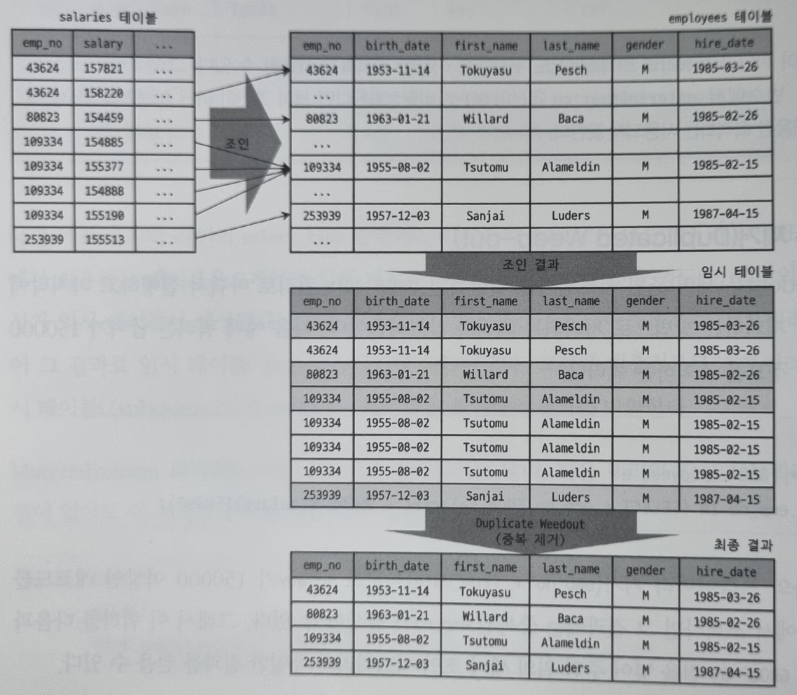 salaries 테이블
emp_no salary ...
43624 157821 ...
43624 158220 ...
80823 154459 ...
109334 154885 ...
109334 155377 ...
109334 154888 ...
109334 155190 ...
253939 155513 ...
조인
employees 테이블
emp_no birth_date first_name last_name gender hire_date
43624 1953-11-14 Tokuyasu Pesch M 1985-03-26
...
80823 1963-01-21 Willard Baca M 1985-02-26
...
109334 1955-08-02 Tsutomu Alameldin M 1985-02-15
...
253939 1957-12-03 Sanjai Luders M 1987-04-15
...
조인 결과
임시 테이블
emp_no birth_date first_name last_name gender hire_date
43624 1953-11-14 Tokuyasu Pesch M 1985-03-26
43624 1953-11-14 Tokuyasu Pesch M 1985-03-26
80823 1963-01-21 Willard Baca M 1985-02-26
109334 1955-08-02 Tsutomu Alameldin M 1985-02-15
109334 1955-08-02 Tsutomu Alameldin M 1985-02-15
109334 1955-08-02 Tsutomu Alameldin M 1985-02-15
109334 1955-08-02 Tsutomu Alameldin M 1985-02-15
253939 1957-12-03 Sanjai Luders M 1987-04-15
Duplicate Weedout
(중복 제거)
최종 결과
emp_no birth_date first_name last_name gender hire_date
43624 1953-11-14 Tokuyasu Pesch M 1985-03-26
80823 1963-01-21 Willard Baca M 1985-02-26
109334 1955-08-02 Tsutomu Alameldin M 1985-02-15
253939 1957-12-03 Sanjai Luders M 1987-04-15